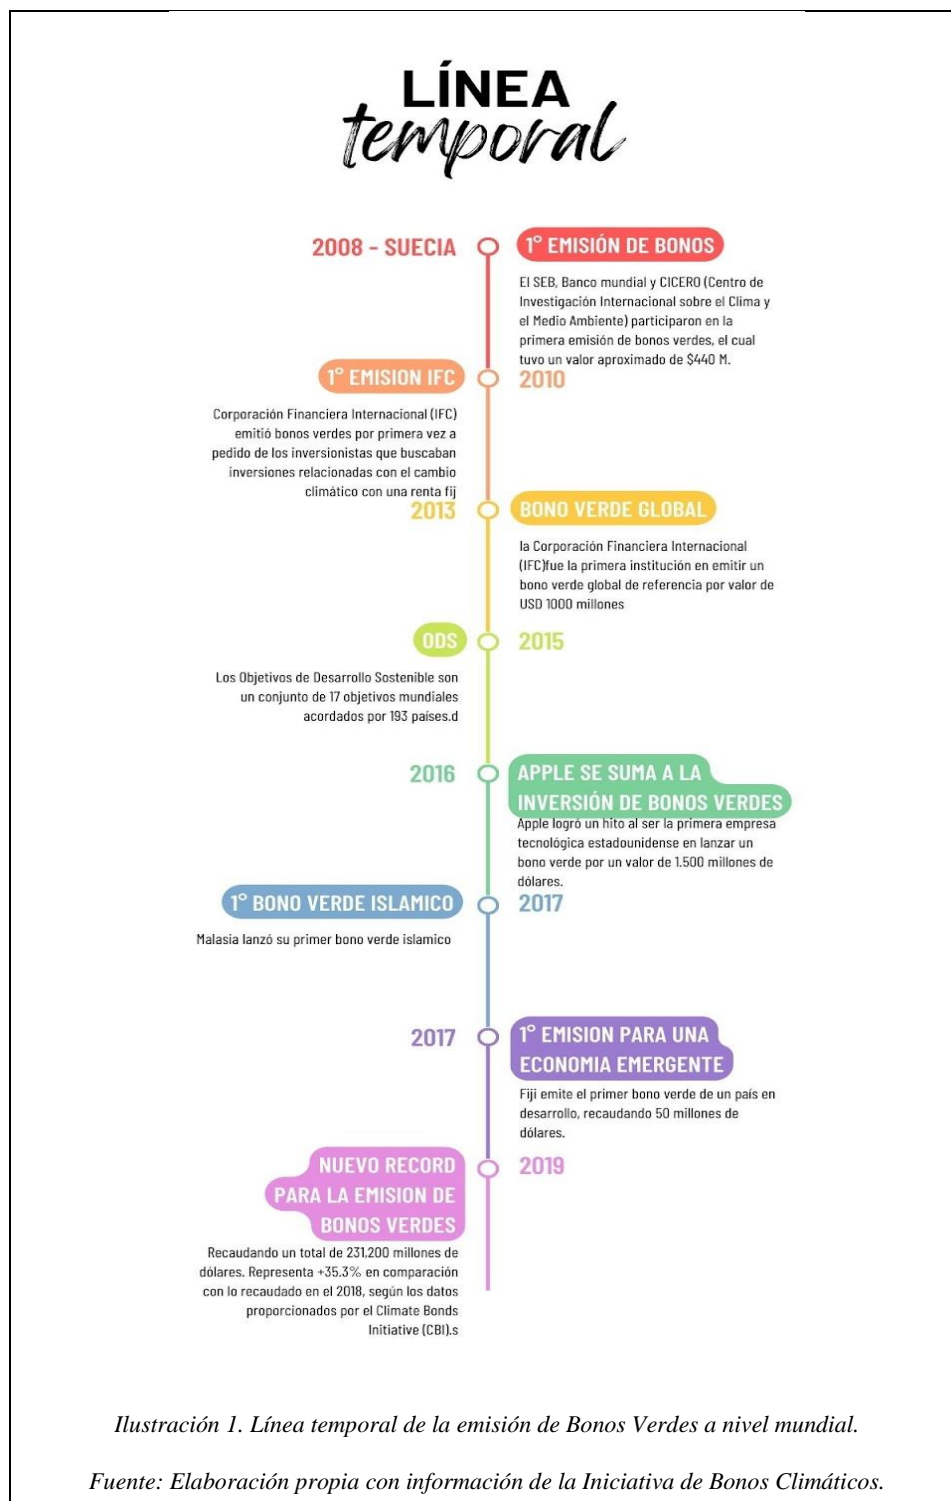 LÍNEA
temporal
2008 - SUECIA
1° EMISIÓN DE BONOS
El SEB, Banco mundial y CICERO (Centro de
Investigación Internacional sobre el Clima y
el Medio Ambiente) participaron en la
primera emisión de bonos verdes, el cual
tuvo un valor aproximado de $440 M.
1° EMISION IFC
2010
Corporación Financiera Internacional (IFC)
emitió bonos verdes por primera vez a
pedido de los inversionistas que buscaban
inversiones relacionadas con el cambio
climático con una renta fij
2013
BONO VERDE GLOBAL
la Corporación Financiera Internacional
(IFC)fue la primera institución en emitir un
bono verde global de referencia por valor de
USD 1000 millones
ODS
2015
Los Objetivos de Desarrollo Sostenible son
un conjunto de 17 objetivos mundiales
acordados por 193 países.d
2016
APPLE SE SUMA A LA
INVERSIÓN DE BONOS VERDES
Apple logró un hito al ser la primera empresa
tecnológica estadounidense en lanzar un
bono verde por un valor de 1.500 millones de
dólares.
1° BONO VERDE ISLAMICO
2017
Malasia lanzó su primer bono verde islamico
2017
1° EMISION PARA UNA
ECONOMIA EMERGENTE
Fiji emite el primer bono verde de un país en
desarrollo, recaudando 50 millones de
dólares.
NUEVO RECORD
PARA LA EMISION DE
BONOS VERDES
2019
Recaudando un total de 231,200 millones de
dólares. Representa +35.3% en comparación
con lo recaudado en el 2018, según los datos
proporcionados por el Climate Bonds
Initiative (CBI).s
Ilustración 1. Línea temporal de la emisión de Bonos Verdes a nivel mundial.
Fuente: Elaboración propia con información de la Iniciativa de Bonos Climáticos.